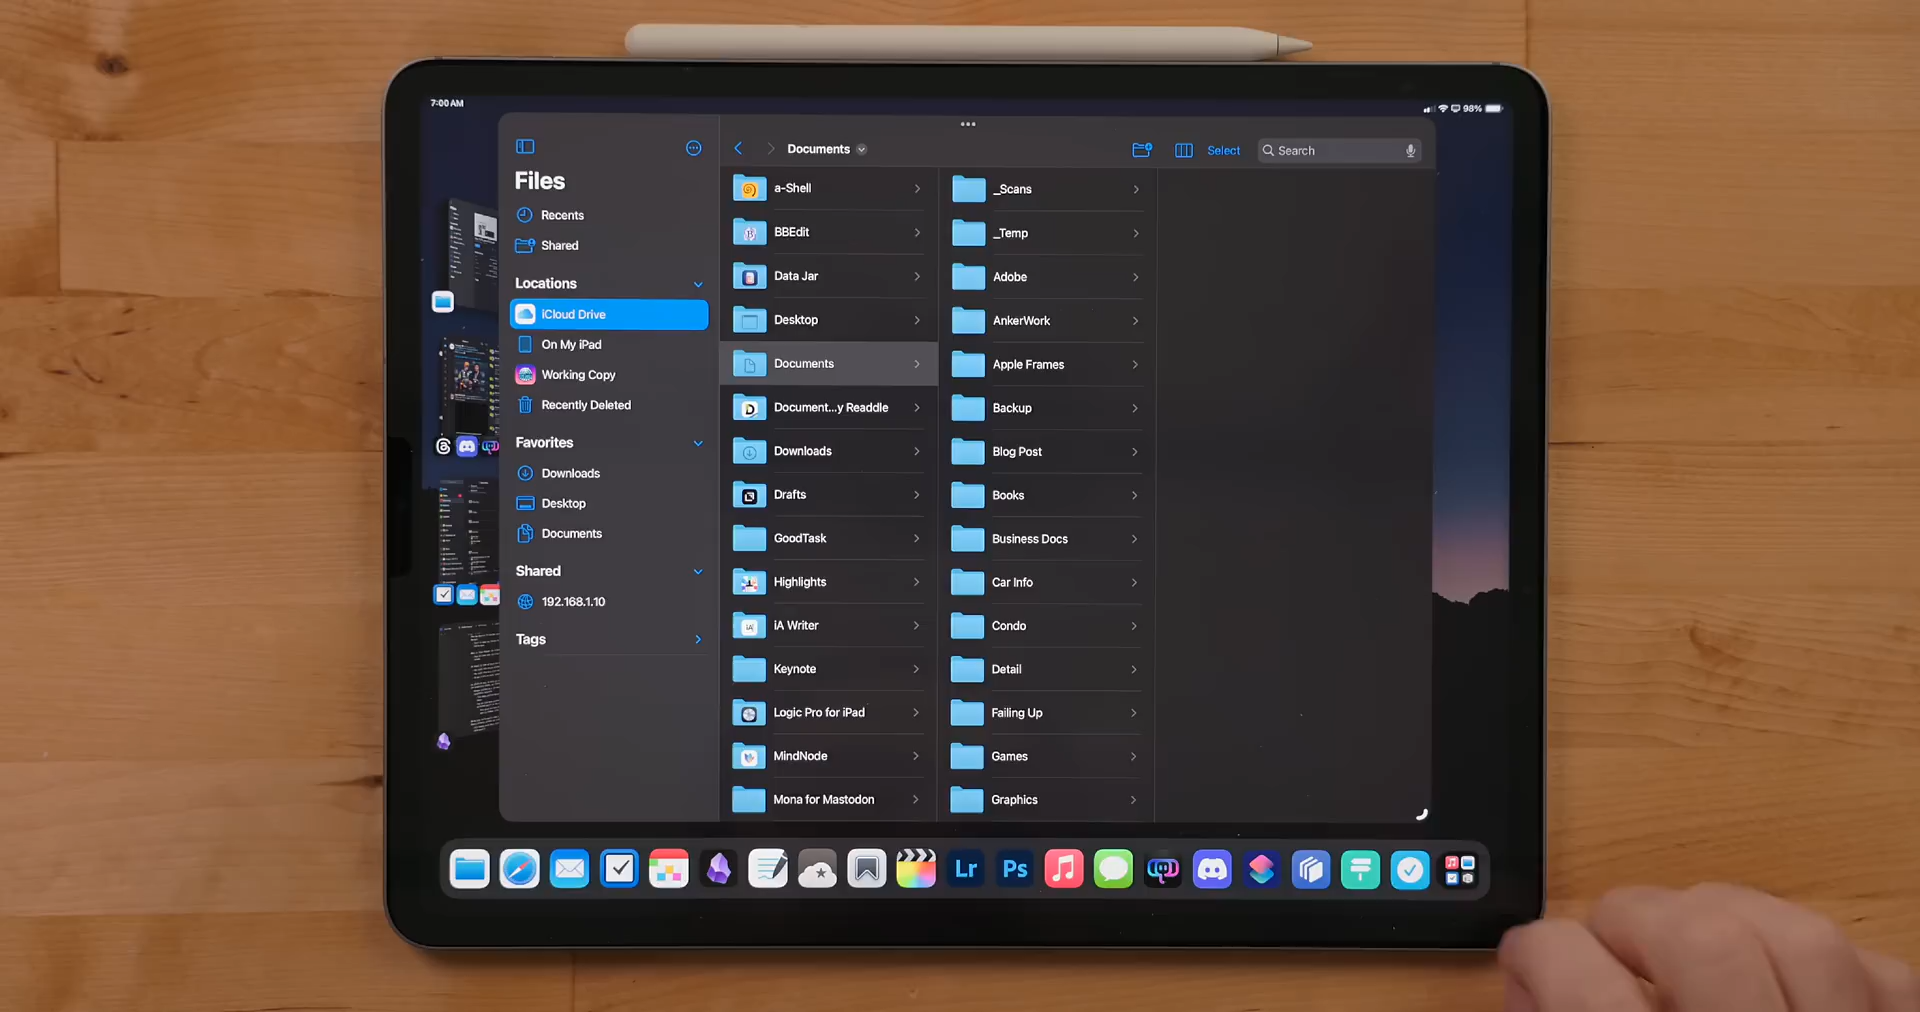 7:00 AM
98%
Files
Recents
Shared
Locations
iCloud Drive
On My iPad
Working Copy
Recently Deleted
Favorites
Downloads
Desktop
Documents
Shared
192.168.1.10
Tags
Documents
Select
Search
a-Shell
BBEdit
Data Jar
Desktop
Documents
Document...y Readdle
Downloads
Drafts
GoodTask
Highlights
iA Writer
Keynote
Logic Pro for iPad
MindNode
Mona for Mastodon
_Scans
_Temp
Adobe
AnkerWork
Apple Frames
Backup
Blog Post
Books
Business Docs
Car Info
Condo
Detail
Failing Up
Games
Graphics
Lr
Ps